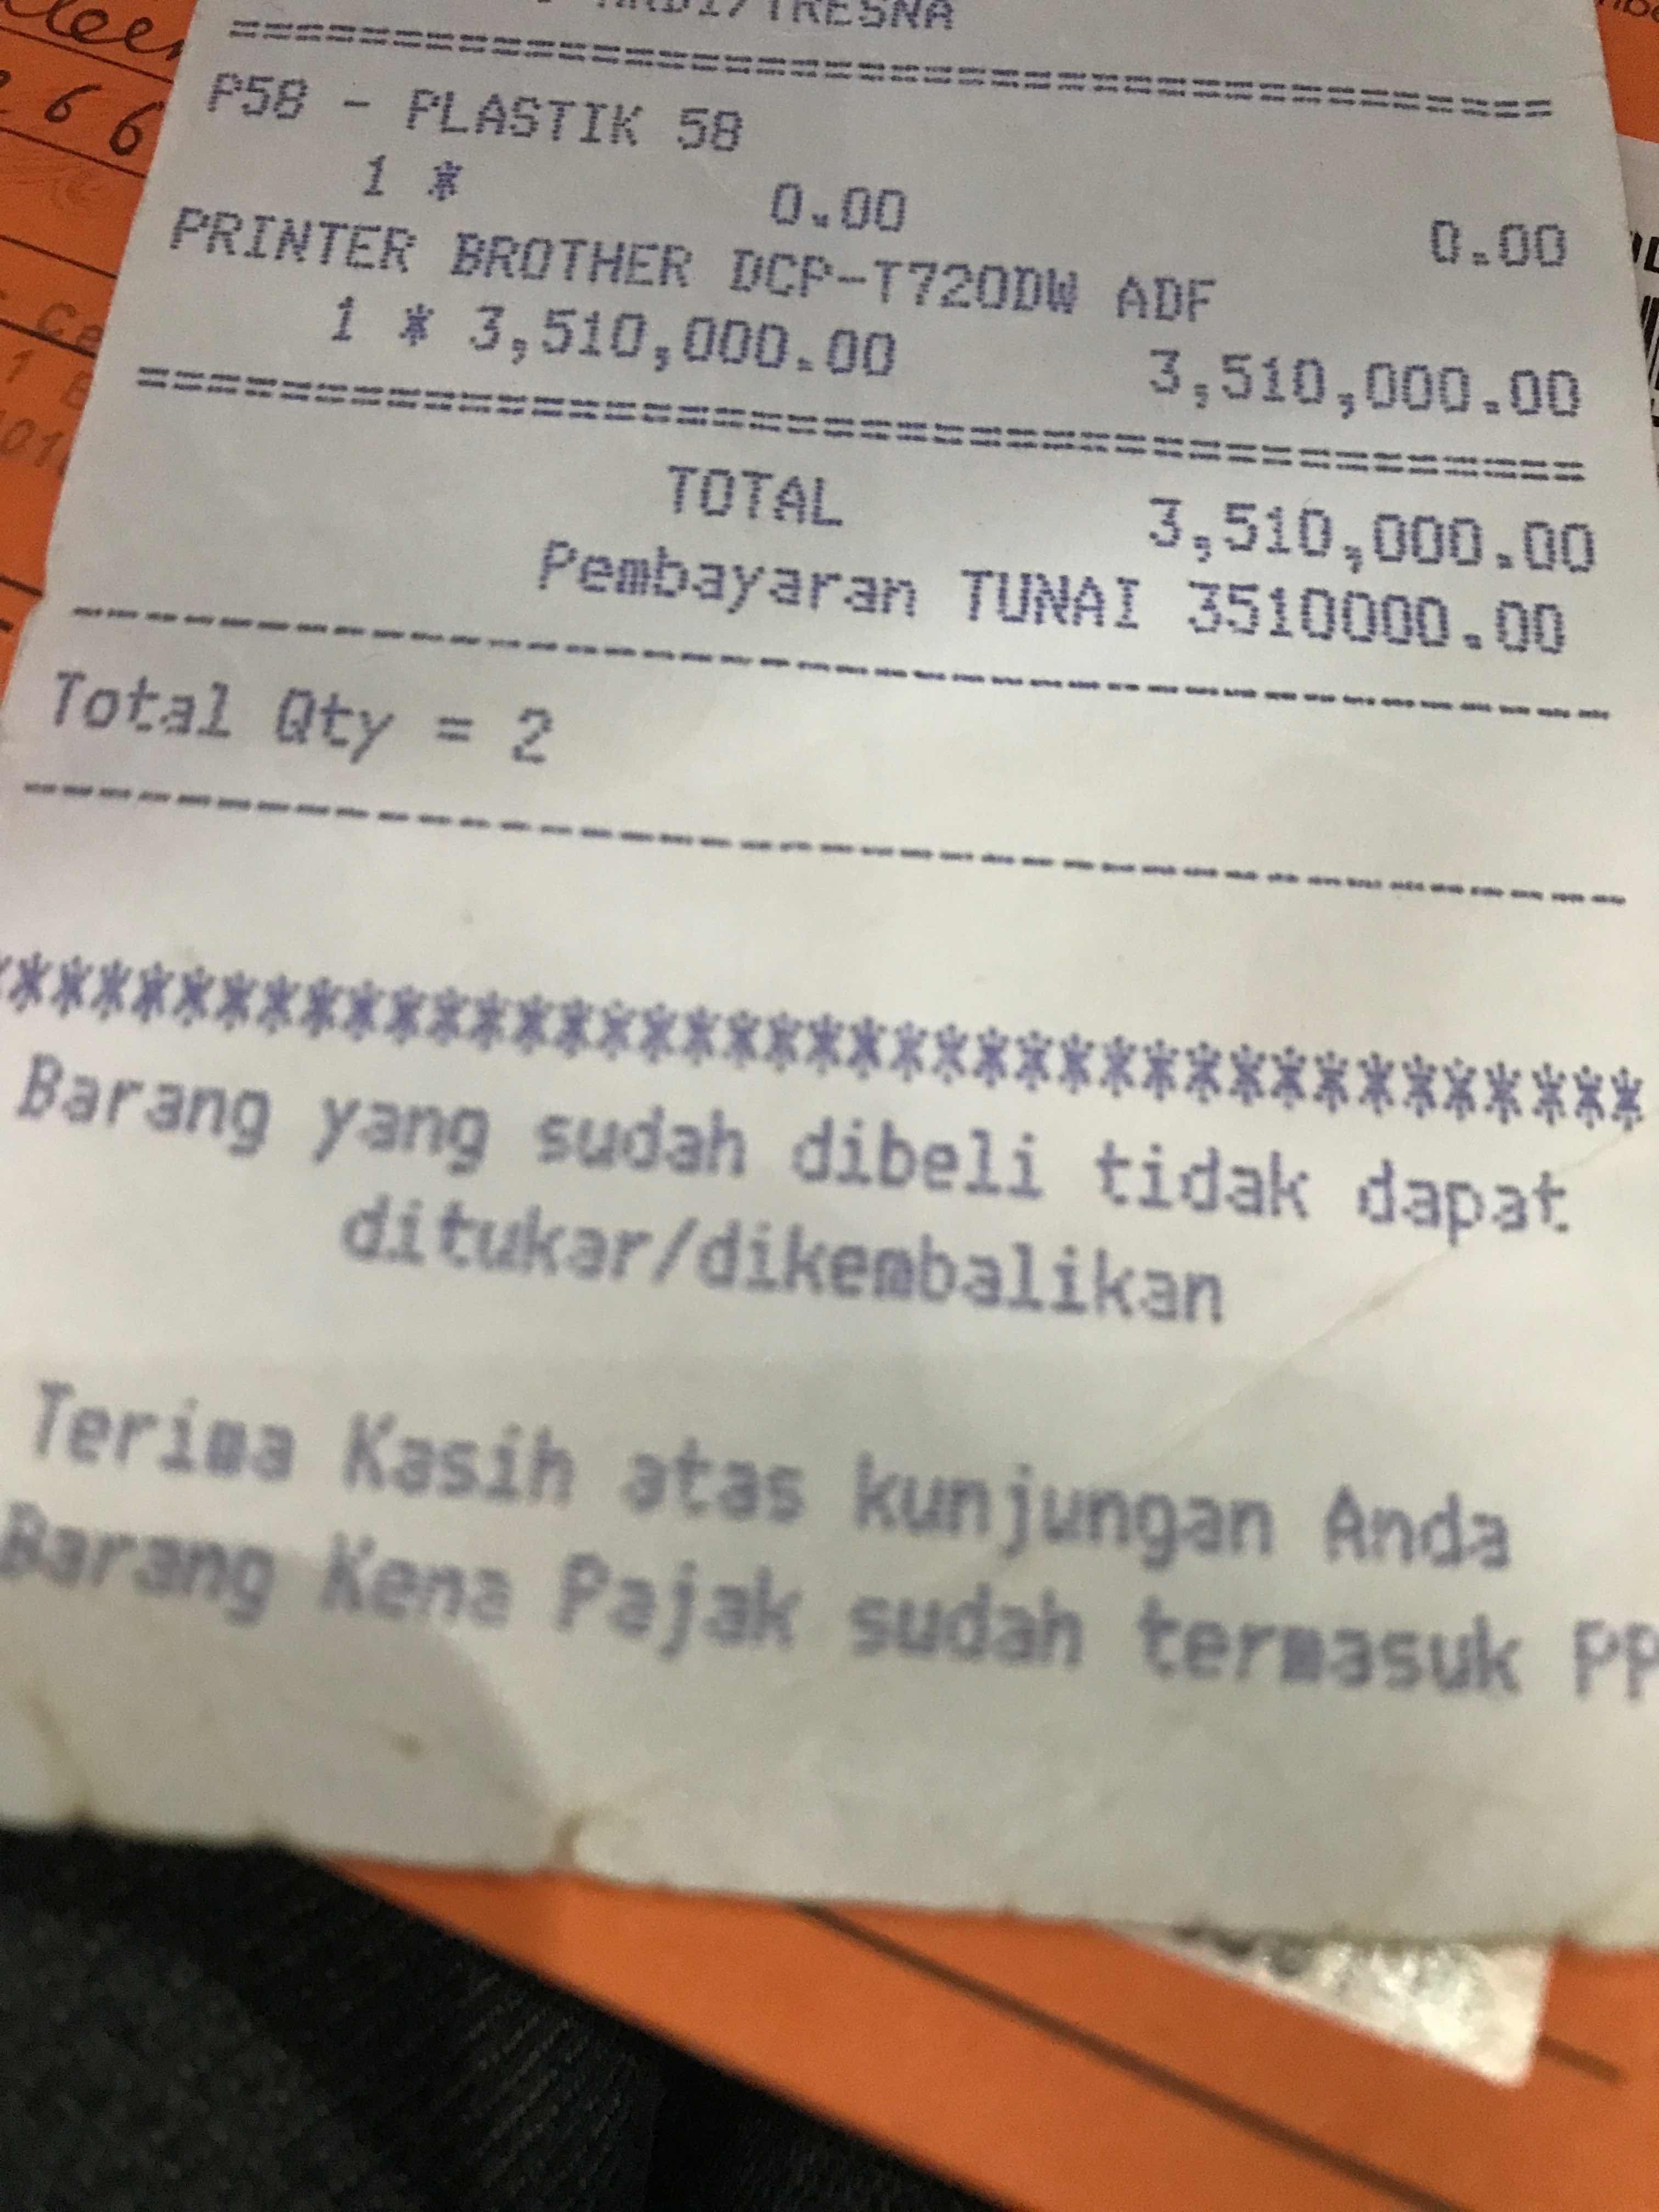 TRESNA
========================================
P58 - PLASTIK 58
1 * 0.00 0.00
PRINTER BROTHER DCP-T720DW ADF
1 * 3,510,000.00 3,510,000.00
========================================
TOTAL 3,510,000.00
Pembayaran TUNAI 3510000.00
----------------------------------------
Total Qty = 2
----------------------------------------
****************************************
Barang yang sudah dibeli tidak dapat
ditukar/dikembalikan
Terima Kasih atas kunjungan Anda
Barang Kena Pajak sudah termasuk PP